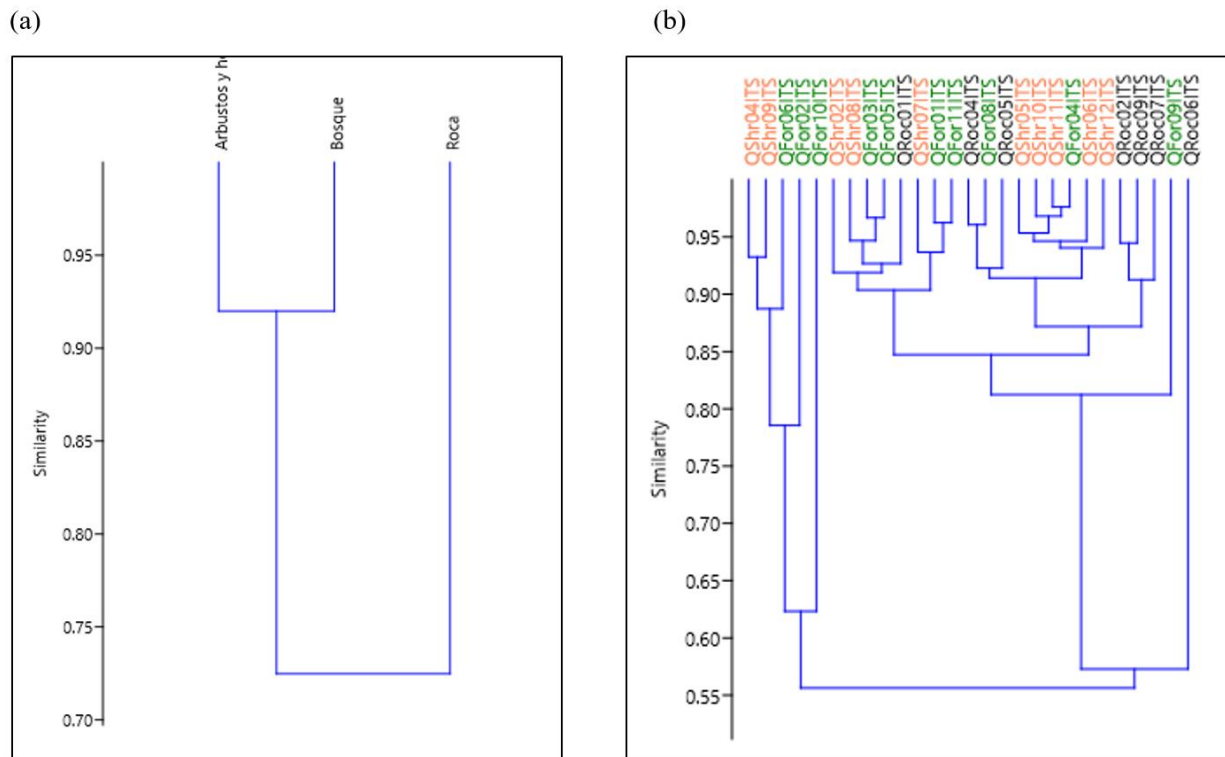 (a)
(b)
Arbustos y
Bosque
Roca
0.95
0.90
0.85
0.80
0.75
0.70
Similarity
QShr04ITS
QShr09ITS
QFor06ITS
QFor02ITS
QFor10ITS
QShr02ITS
QShr08ITS
QFor03ITS
QFor05ITS
QRoc01ITS
QShr07ITS
QFor01ITS
QFor11ITS
QRoc04ITS
QFor08ITS
QRoc05ITS
QShr05ITS
QShr10ITS
QShr11ITS
QFor04ITS
QShr06ITS
QShr12ITS
QRoc02ITS
QRoc09ITS
QRoc07ITS
QFor09ITS
QRoc06ITS
0.95
0.90
0.85
0.80
0.75
0.70
0.65
0.60
0.55
Similarity